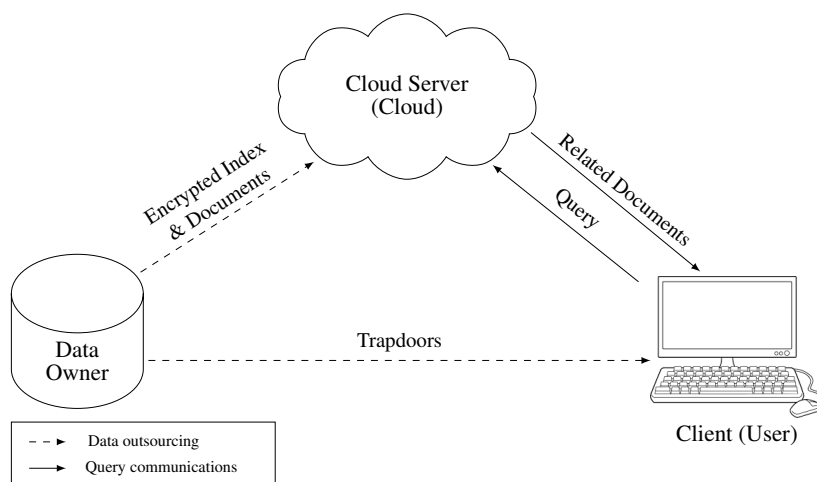 Cloud Server
(Cloud)
Encrypted Index
& Documents
Related Documents
Query
Trapdoors
Data
Owner
Client (User)
Data outsourcing
Query communications